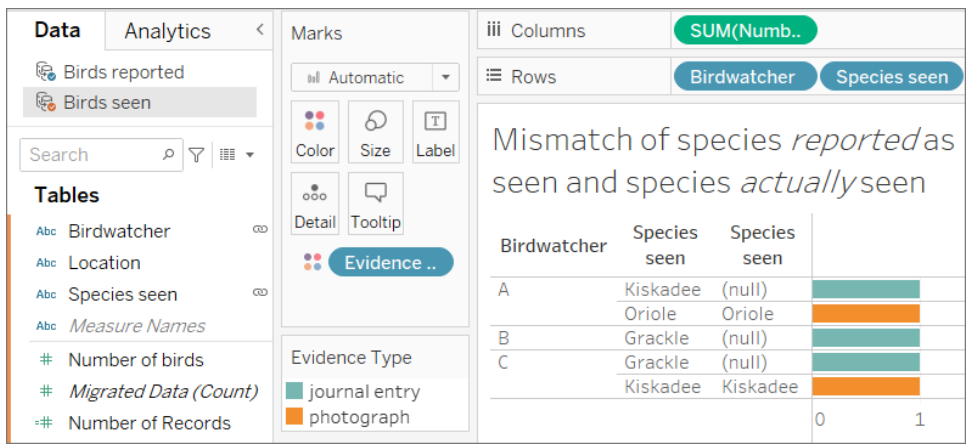 Data Analytics <
Birds reported
Birds seen
Search
Tables
Abc Birdwatcher
Abc Location
Abc Species seen
Abc Measure Names
# Number of birds
# Migrated Data (Count)
=# Number of Records
Marks
Automatic
Color Size Label
Detail Tooltip
Evidence ..
Evidence Type
journal entry
photograph
iii Columns SUM(Numb..
Rows Birdwatcher Species seen
Mismatch of species reported as
seen and species actually seen
Birdwatcher Species seen Species seen
A Kiskadee (null)
Oriole Oriole
B Grackle (null)
C Grackle (null)
Kiskadee Kiskadee
0 1